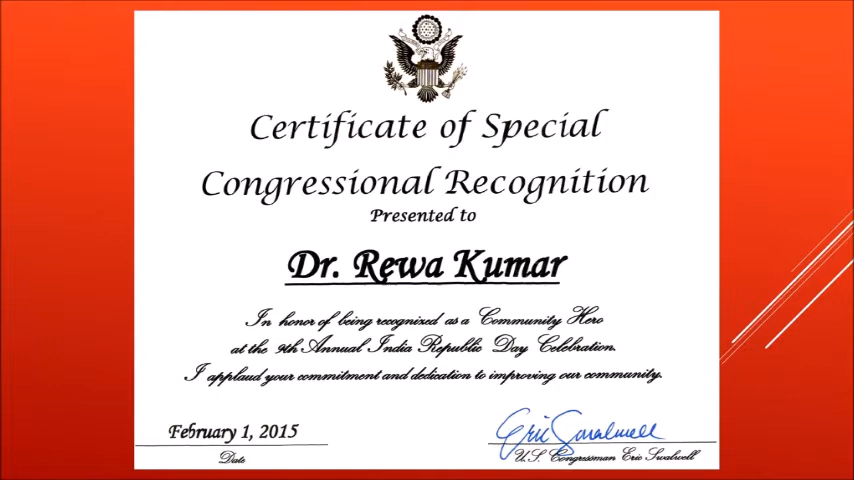 Certificate of Special
Congressional Recognition
Presented to
Dr. Rewa Kumar
In honor of being recognized as a Community Hero
at the 9th Annual India Republic Day Celebration.
I applaud your commitment and dedication to improving our community.
February 1, 2015
Eric Swalwell
Date
U.S. Congressman Eric Swalwell